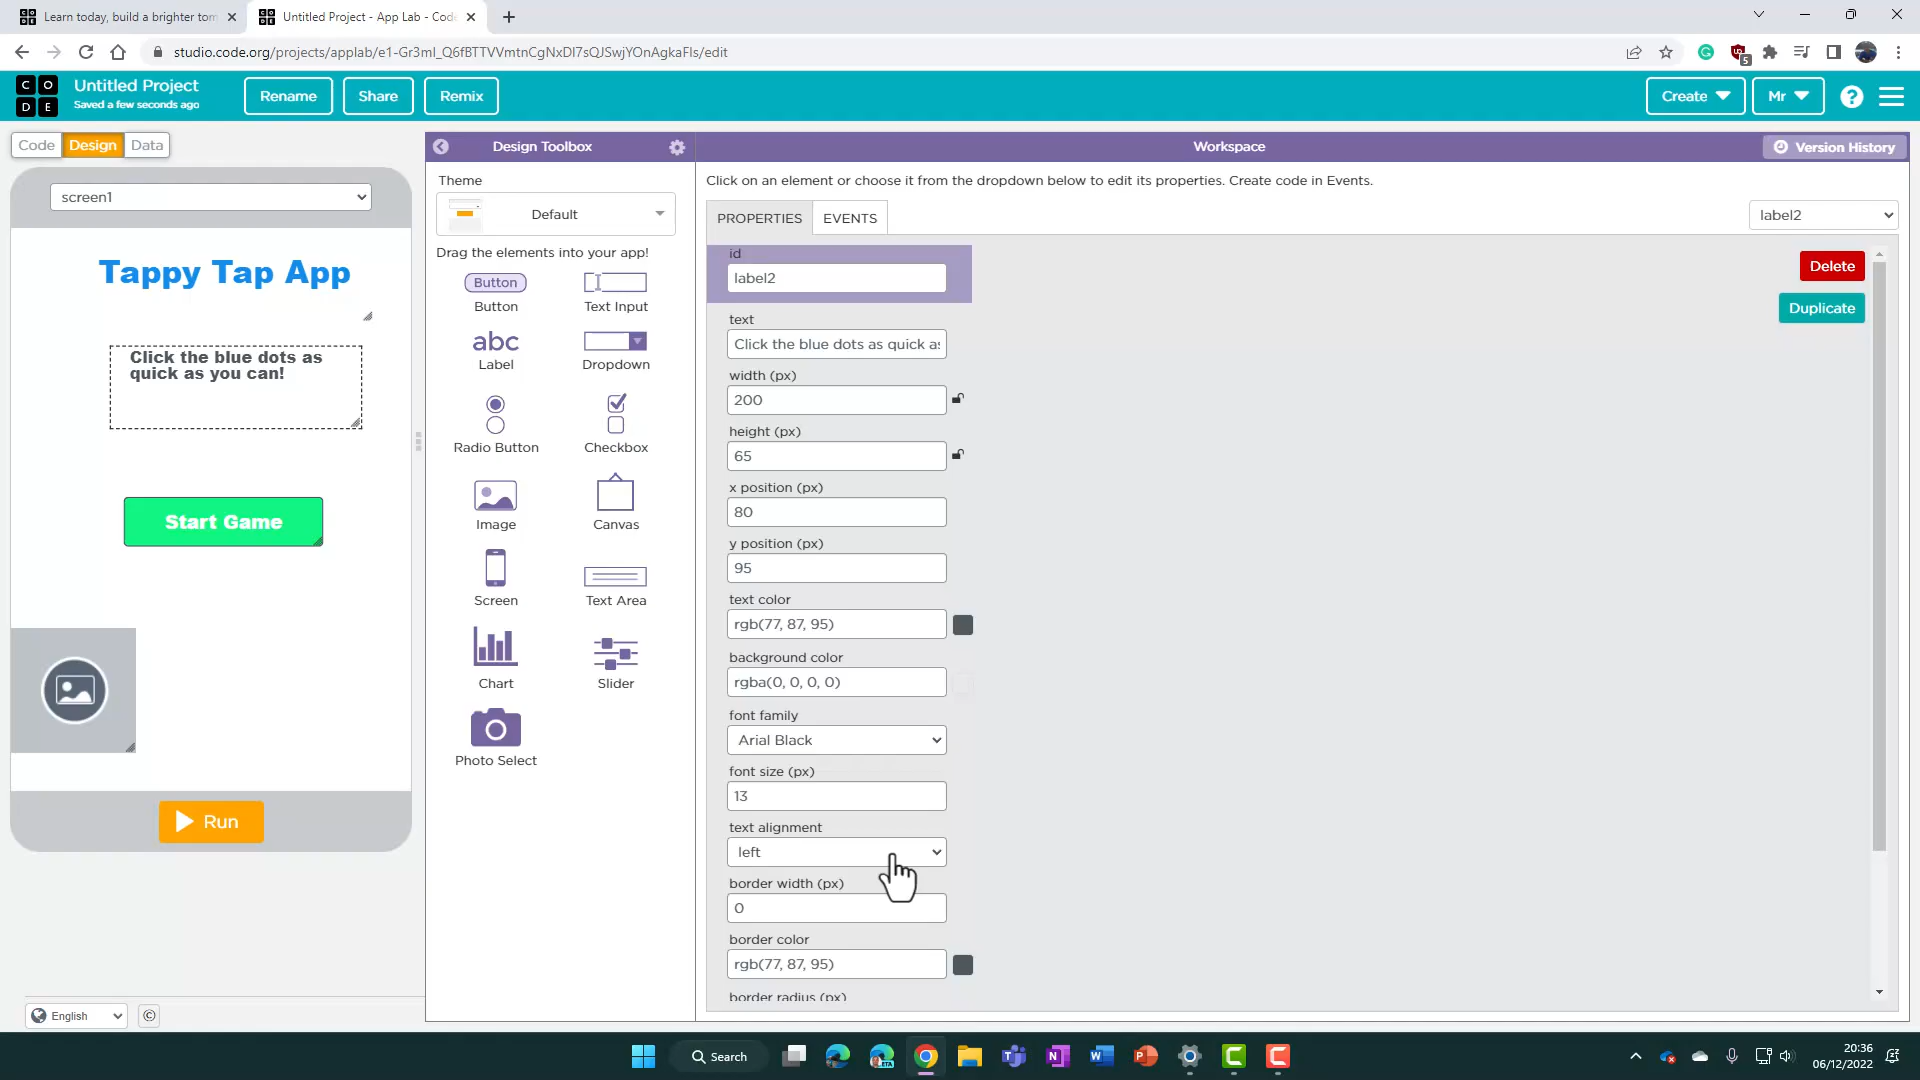 Learn today, build a brighter tom
Untitled Project - App Lab - Code
studio.code.org/projects/applab/e1-Gr3ml_Q6fBTTVVmtnCgNxDl7sQJSwjYOnAgkaFIs/edit
5
C O
D E
Untitled Project
Saved a few seconds ago
Rename
Share
Remix
Create
Mr
?
Code
Design
Data
Design Toolbox
Workspace
Version History
screen1
Theme
Default
Drag the elements into your app!
Click on an element or choose it from the dropdown below to edit its properties. Create code in Events.
PROPERTIES
EVENTS
label2
Tappy Tap App
Click the blue dots as
quick as you can!
Start Game
Run
Button
Button
Text Input
abc
Label
Dropdown
Radio Button
Checkbox
Image
Canvas
Screen
Text Area
Chart
Slider
Photo Select
id
label2
text
Click the blue dots as quick as
width (px)
200
height (px)
65
x position (px)
80
y position (px)
95
text color
rgb(77, 87, 95)
background color
rgba(0, 0, 0, 0)
font family
Arial Black
font size (px)
13
text alignment
left
border width (px)
0
border color
rgb(77, 87, 95)
border radius (px)
Delete
Duplicate
English
©
Search
20:36
06/12/2022